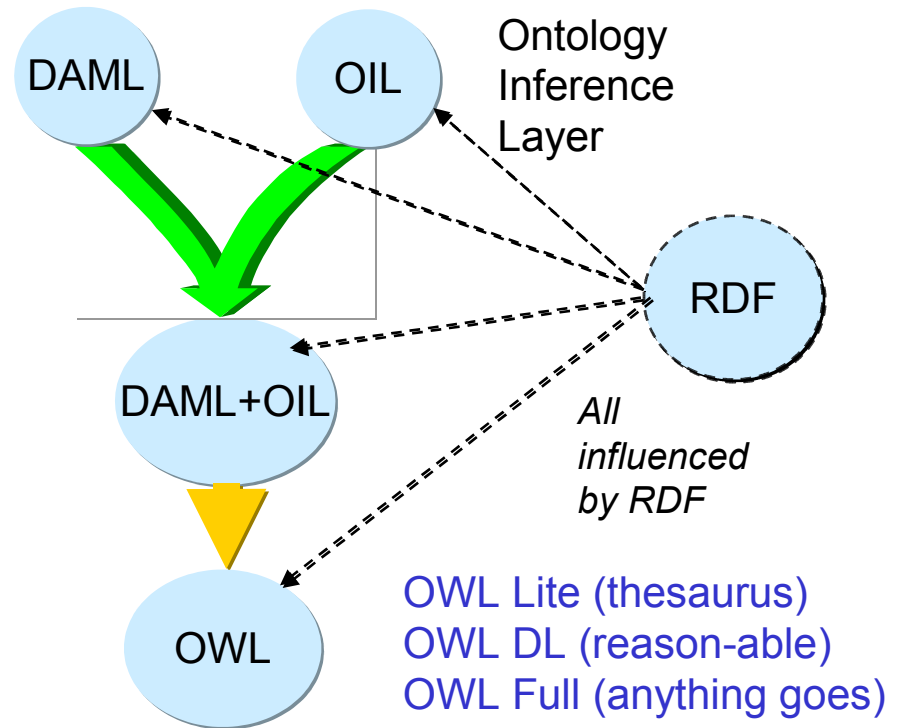 DAML
OIL
Ontology
Inference
Layer
RDF
DAML+OIL
All
influenced
by RDF
OWL
OWL Lite (thesaurus)
OWL DL (reason-able)
OWL Full (anything goes)